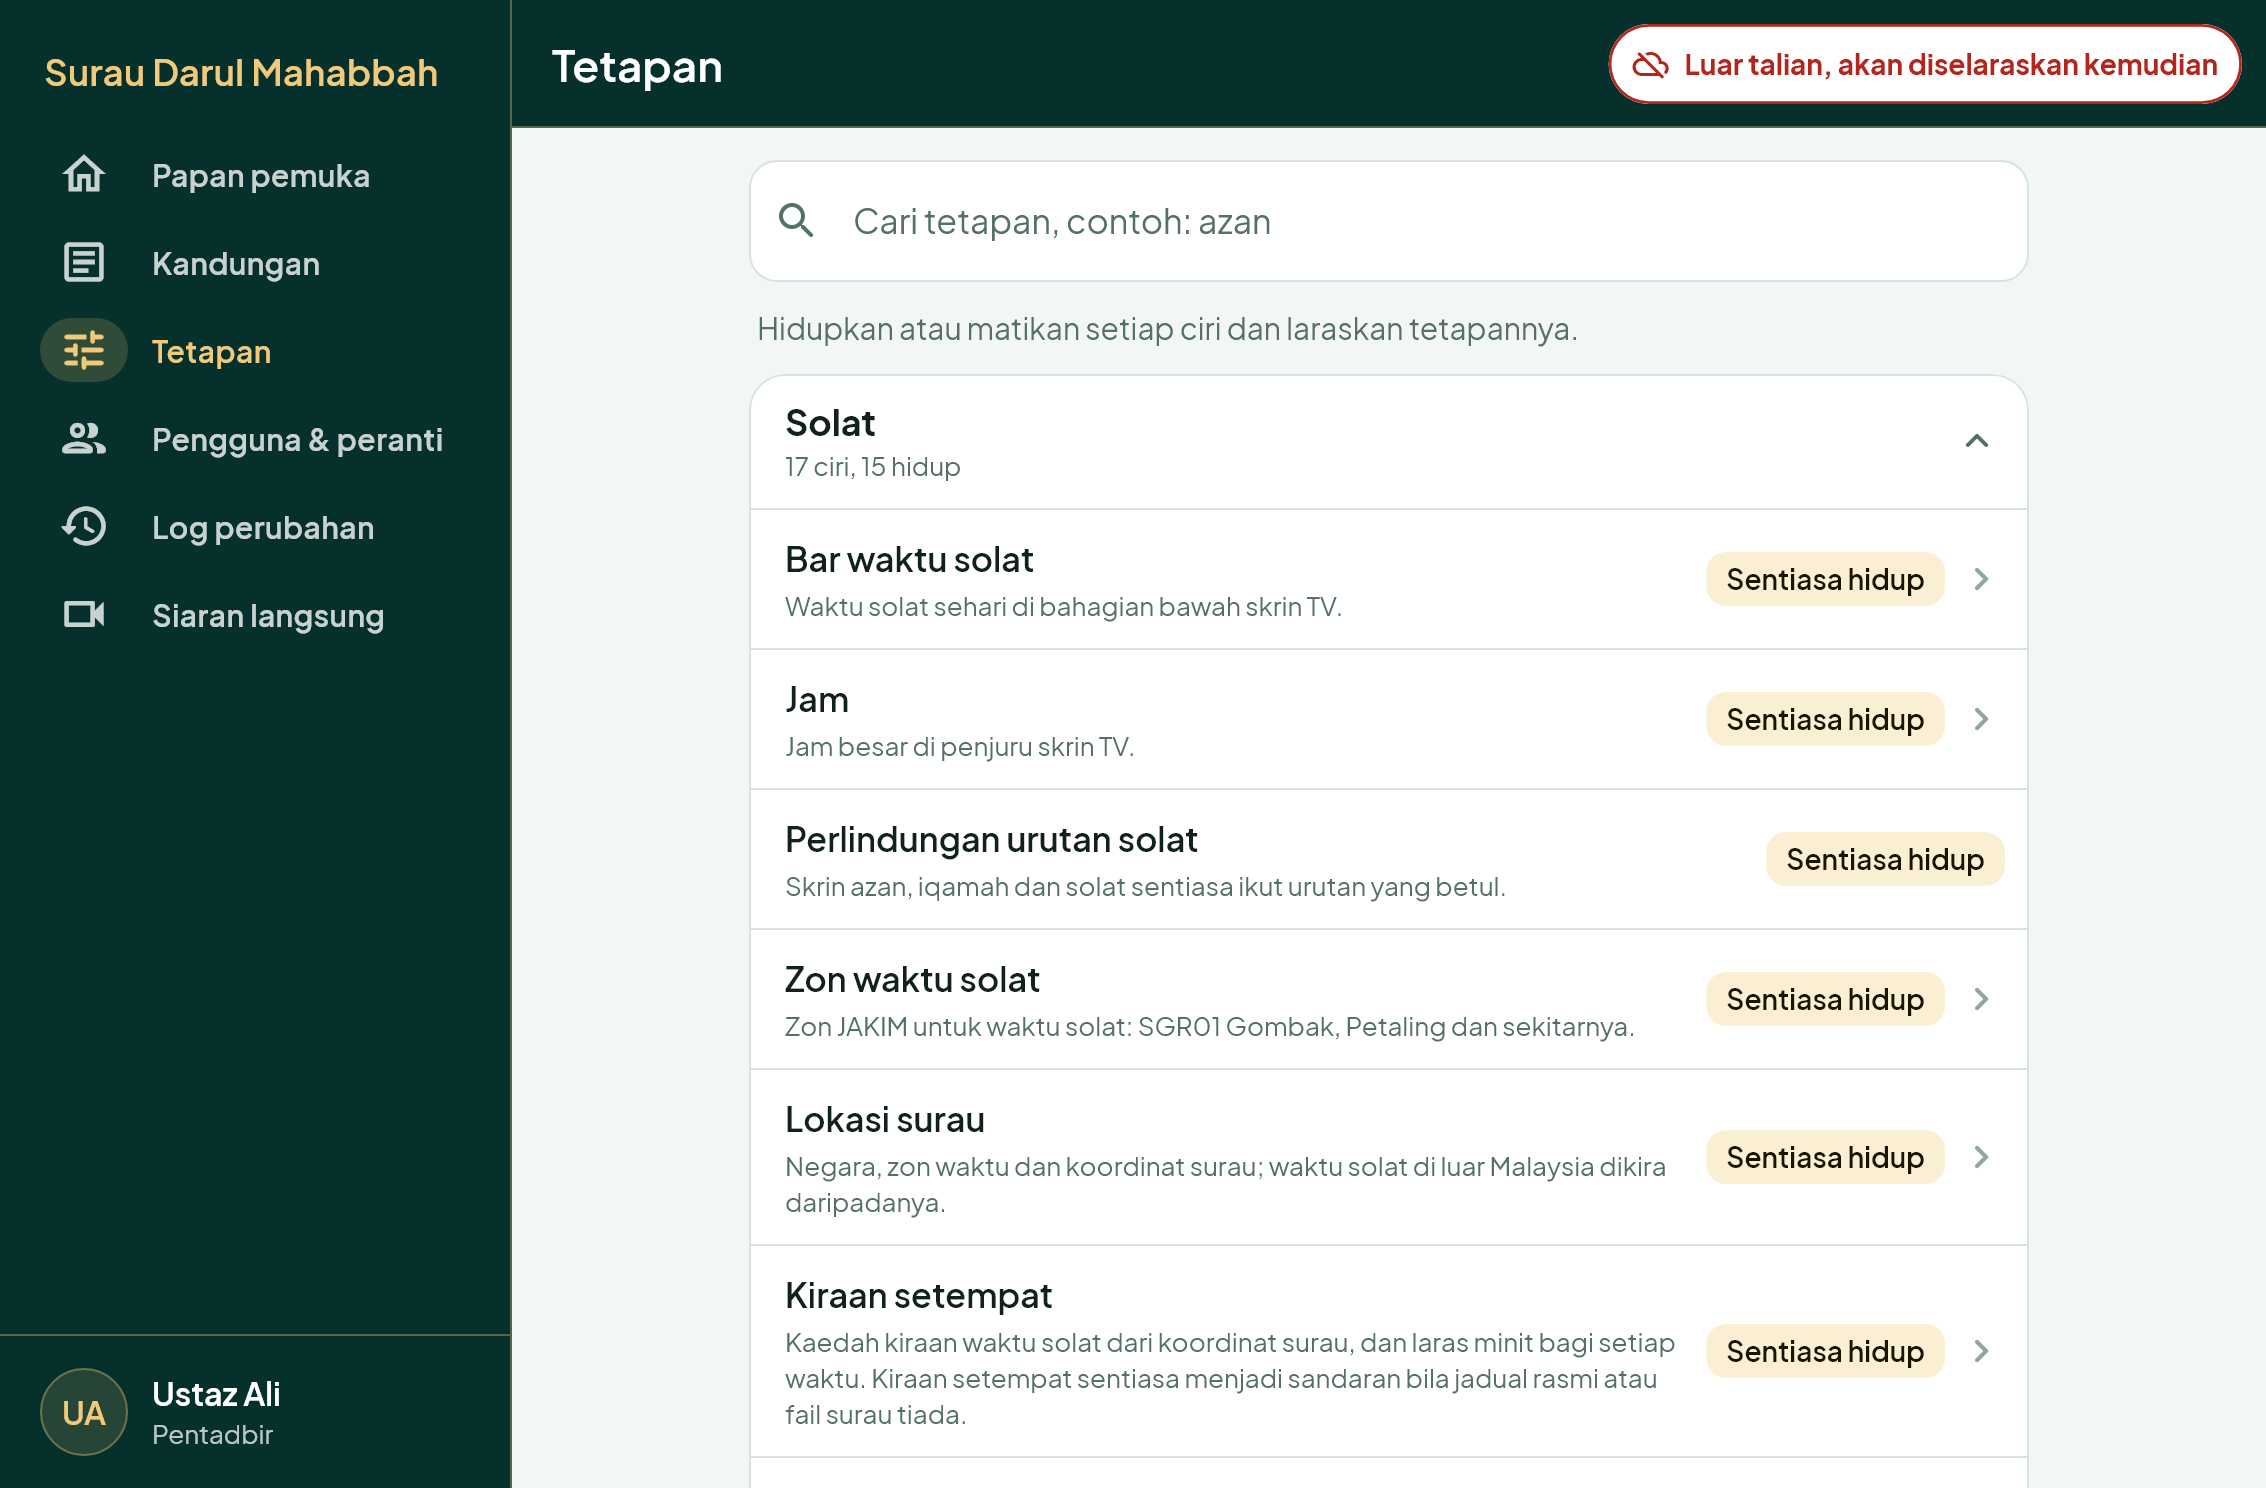 Surau Darul Mahabbah
Papan pemuka
Kandungan
Tetapan
Pengguna & peranti
Log perubahan
Siaran langsung
UA
Ustaz Ali
Pentadbir
Tetapan
Luar talian, akan diselaraskan kemudian
Cari tetapan, contoh: azan
Hidupkan atau matikan setiap ciri dan laraskan tetapannya.
Solat
17 ciri, 15 hidup
Bar waktu solat
Waktu solat sehari di bahagian bawah skrin TV.
Sentiasa hidup
Jam
Jam besar di penjuru skrin TV.
Sentiasa hidup
Perlindungan urutan solat
Skrin azan, iqamah dan solat sentiasa ikut urutan yang betul.
Sentiasa hidup
Zon waktu solat
Zon JAKIM untuk waktu solat: SGR01 Gombak, Petaling dan sekitarnya.
Sentiasa hidup
Lokasi surau
Negara, zon waktu dan koordinat surau; waktu solat di luar Malaysia dikira
daripadanya.
Sentiasa hidup
Kiraan setempat
Kaedah kiraan waktu solat dari koordinat surau, dan laras minit bagi setiap
waktu. Kiraan setempat sentiasa menjadi sandaran bila jadual rasmi atau
fail surau tiada.
Sentiasa hidup